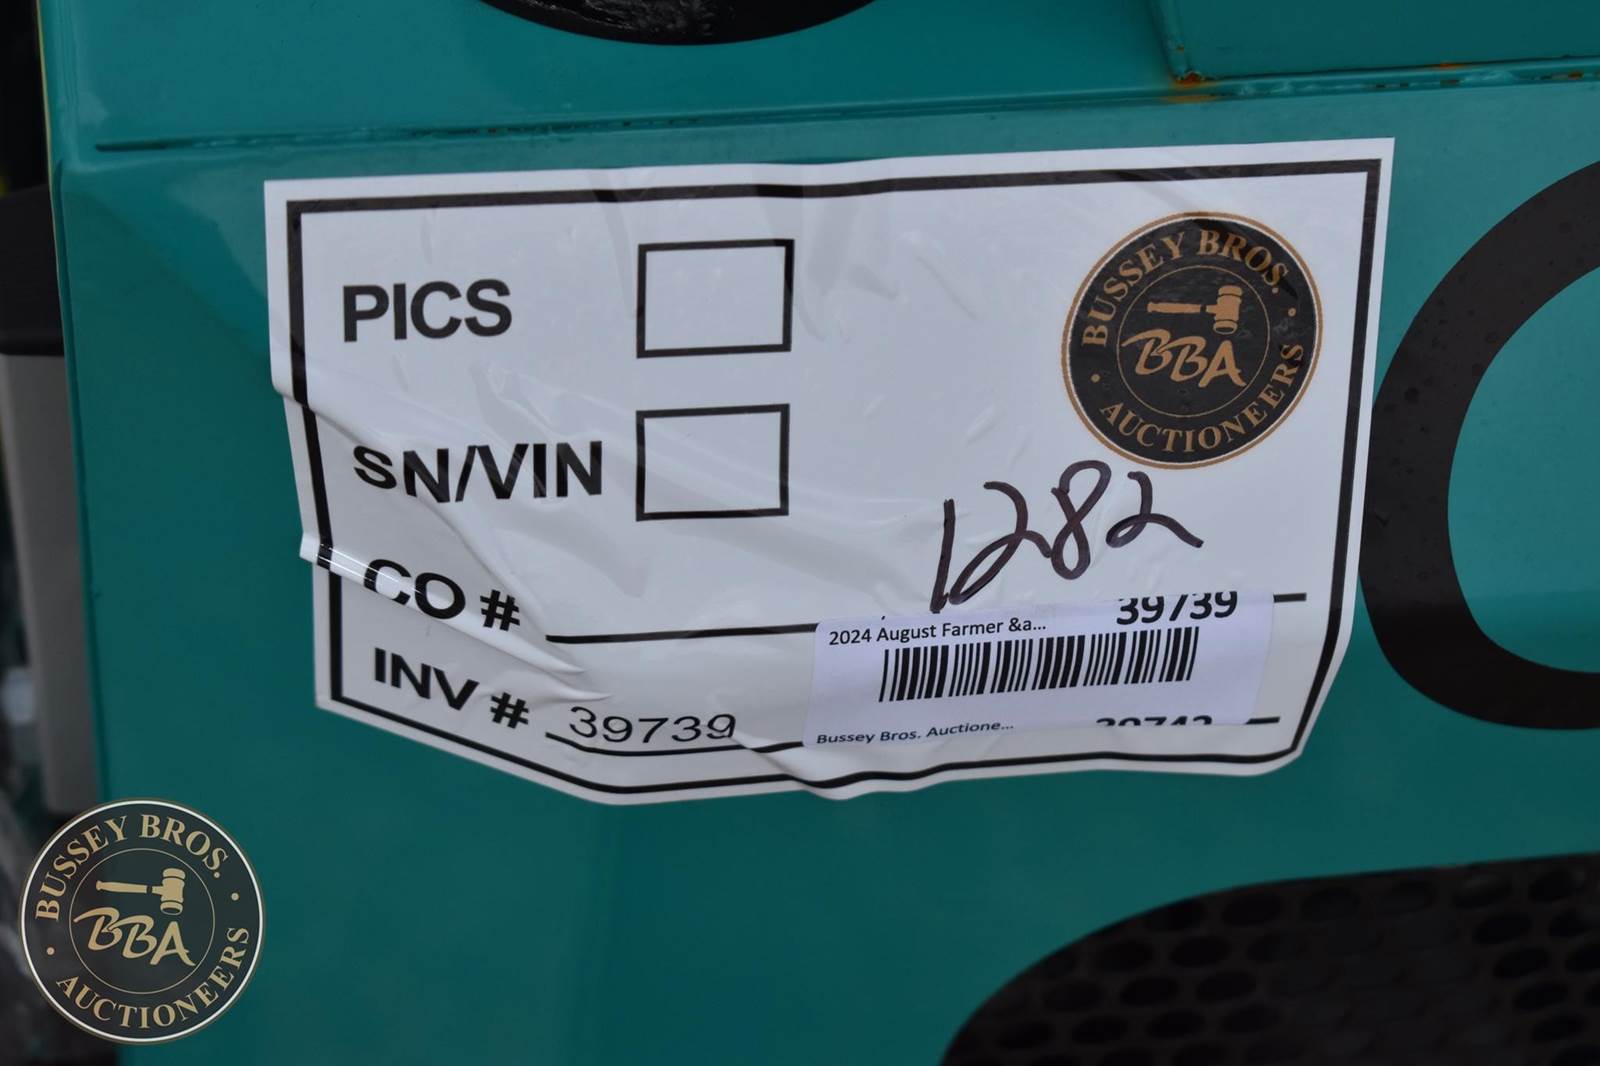 PICS
SN/VIN
CO #
INV # 39739
BUSSEY BROS.
BBA
AUCTIONEERS
1282
39739
2024 August Farmer &a...
Bussey Bros. Auctione...
BUSSEY BROS.
BBA
AUCTIONEERS